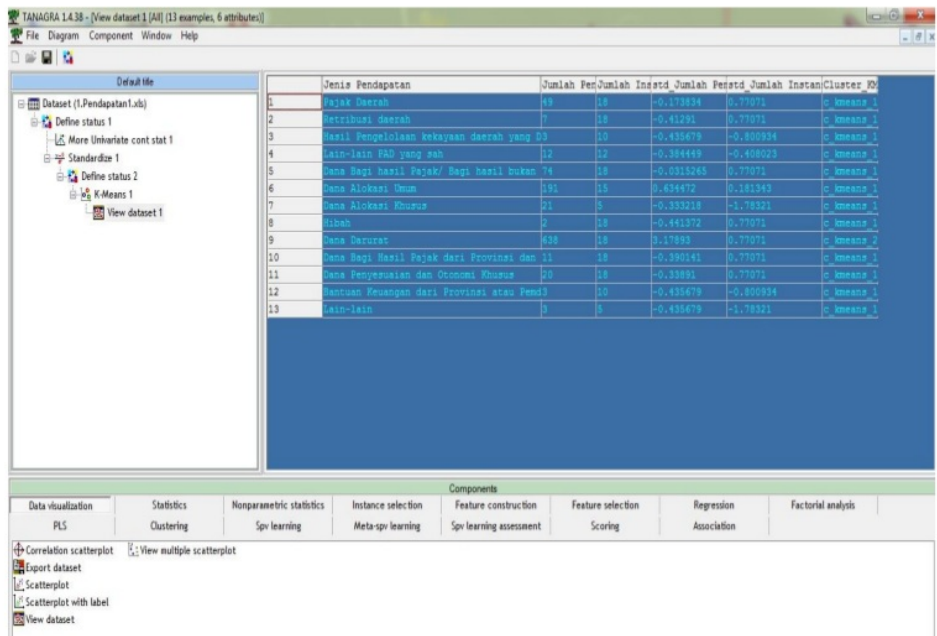 TANAGRA 1.4.38 - [View dataset 1 [All] (13 examples, 6 attributes)]
File Diagram Component Window Help
Default title
Dataset (1.Pendapatan1.xls)
Define status 1
More Univariate cont stat 1
Standardize 1
Define status 2
K-Means 1
View dataset 1
Jenis Pendapatan Jumlah Per Jumlah Ins std_Jumlah Pen std_Jumlah Instan Cluster_KM
1 Pajak Daerah 49 18 -0.173834 0.77071 c_kmeans_1
2 Retribusi daerah 7 18 -0.41291 0.77071 c_kmeans_1
3 Hasil Pengelolaan kekayaan daerah yang D 3 10 -0.435679 -0.800934 c_kmeans_1
4 Lain-lain PAD yang sah 12 12 -0.384449 -0.408023 c_kmeans_1
5 Dana Bagi hasil Pajak/ Bagi hasil bukan 74 18 -0.0315265 0.77071 c_kmeans_1
6 Dana Alokasi Umum 191 15 0.634472 0.181343 c_kmeans_1
7 Dana Alokasi Khusus 21 5 -0.333218 -1.78321 c_kmeans_1
8 Hibah 2 18 -0.441372 0.77071 c_kmeans_1
9 Dana Darurat 638 18 3.17893 0.77071 c_kmeans_2
10 Dana Bagi Hasil Pajak dari Provinsi dan 11 18 -0.390141 0.77071 c_kmeans_1
11 Dana Penyesuaian dan Otonomi Khusus 20 18 -0.33891 0.77071 c_kmeans_1
12 Bantuan Keuangan dari Provinsi atau Pemd 3 10 -0.435679 -0.800934 c_kmeans_1
13 Lain-lain 3 5 -0.435679 -1.78321 c_kmeans_1
Components
Data visualization Statistics Nonparametric statistics Instance selection Feature construction Feature selection Regression Factorial analysis
PLS Clustering Spv learning Meta-spv learning Spv learning assessment Scoring Association
Correlation scatterplot View multiple scatterplot
Export dataset
Scatterplot
Scatterplot with label
View dataset